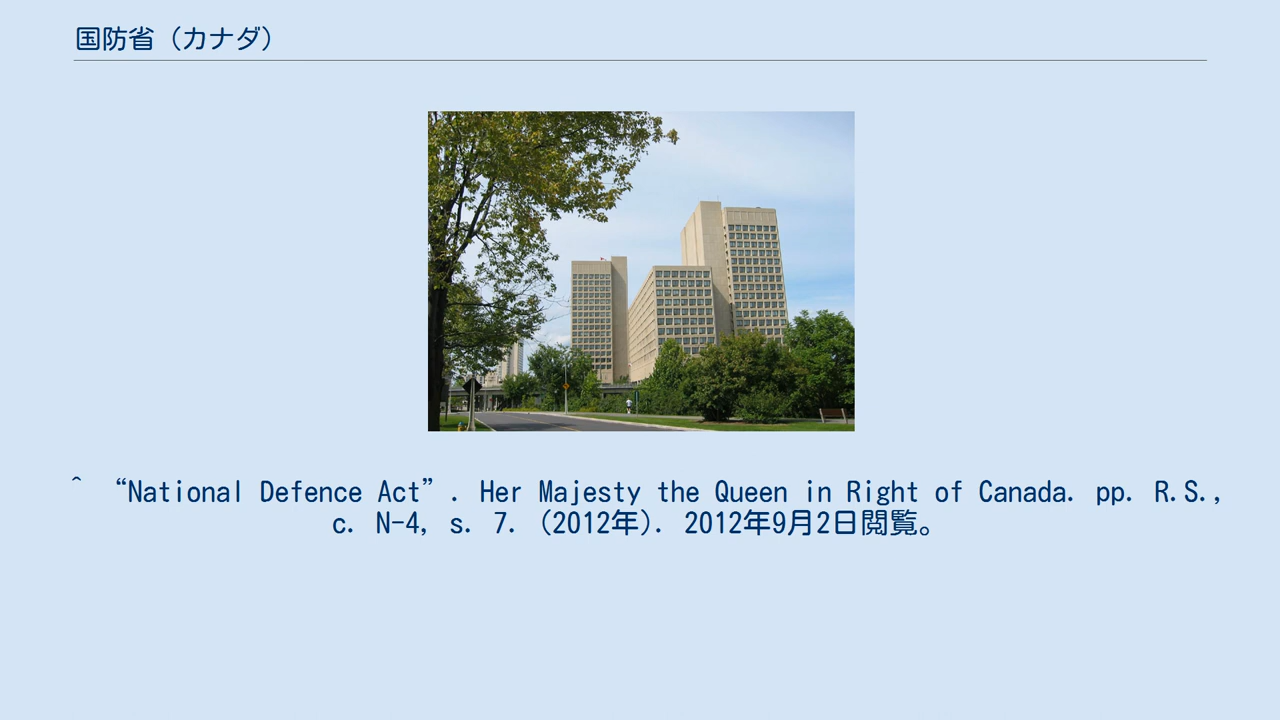 国防省（カナダ）
^ “National Defence Act”. Her Majesty the Queen in Right of Canada. pp. R.S.,
c. N-4, s. 7. (2012年). 2012年9月2日閲覧。